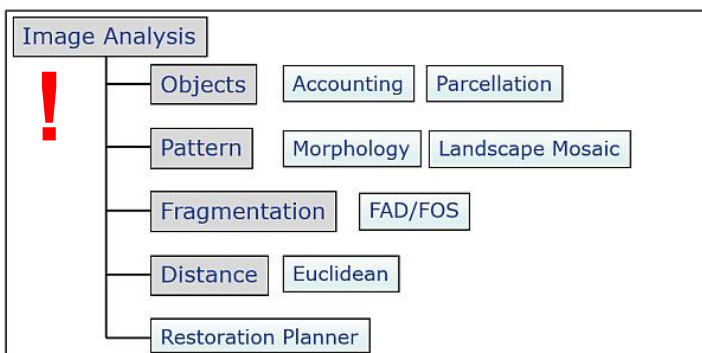 Image Analysis
!
Objects Accounting Parcellation
Pattern Morphology Landscape Mosaic
Fragmentation FAD/FOS
Distance Euclidean
Restoration Planner